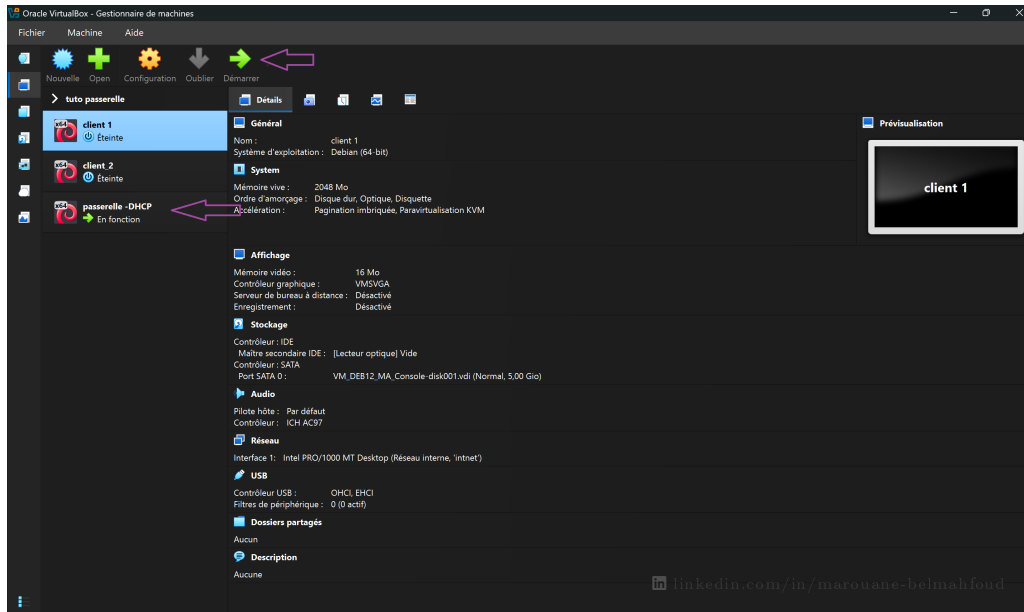 Oracle VirtualBox - Gestionnaire de machines
Fichier Machine Aide
Nouvelle Open Configuration Oublier Démarrer
tuto passerelle
client 1
Éteinte
client_2
Éteinte
passerelle -DHCP
En fonction
Détails
Général
Nom : client 1
Système d'exploitation : Debian (64-bit)
System
Mémoire vive : 2048 Mo
Ordre d'amorçage : Disque dur, Optique, Disquette
Accélération : Pagination imbriquée, Paravirtualisation KVM
Prévisualisation
client 1
Affichage
Mémoire vidéo : 16 Mo
Contrôleur graphique : VMSVGA
Serveur de bureau à distance : Désactivé
Enregistrement : Désactivé
Stockage
Contrôleur : IDE
Maître secondaire IDE : [Lecteur optique] Vide
Contrôleur : SATA
Port SATA 0 : VM_DEB12_MA_Console-disk001.vdi (Normal, 5,00 Gio)
Audio
Pilote hôte : Par défaut
Contrôleur : ICH AC97
Réseau
Interface 1: Intel PRO/1000 MT Desktop (Réseau interne, 'intnet')
USB
Contrôleur USB : OHCI, EHCI
Filtres de périphérique : 0 (0 actif)
Dossiers partagés
Aucun
Description
Aucune
in linkedin.com/in/marouane-belmahfoud